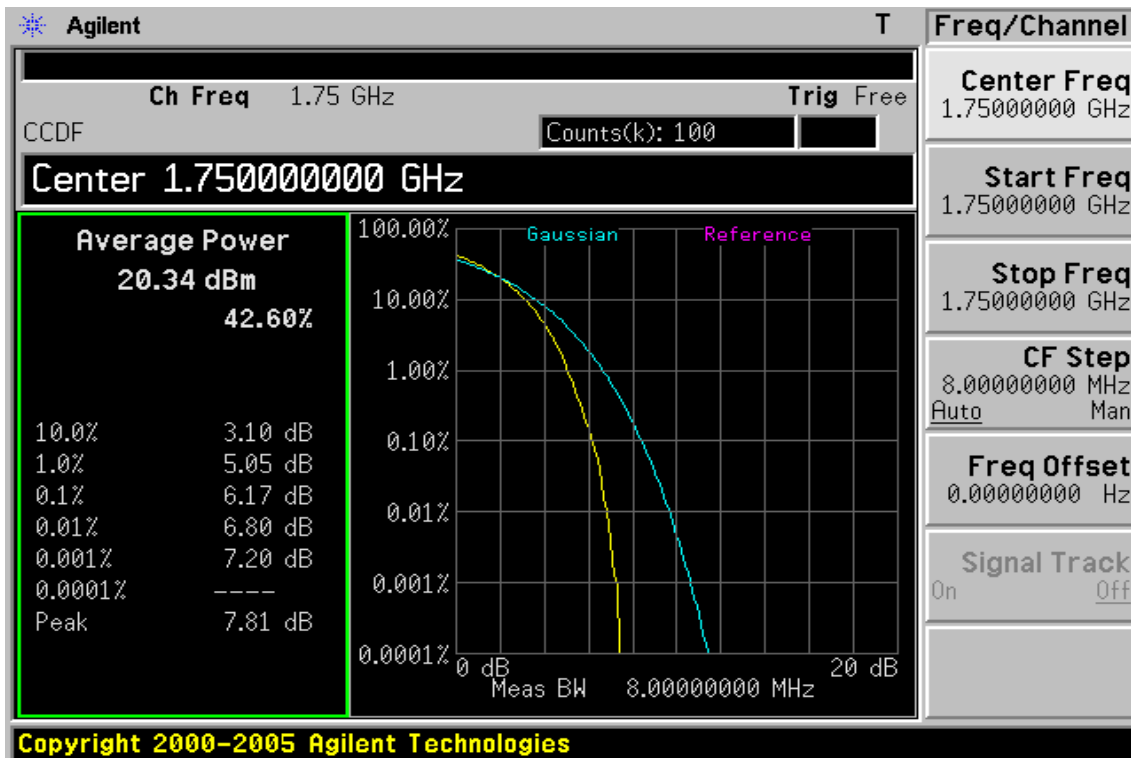 Agilent T
Ch Freq 1.75 GHz Trig Free
CCDF Counts(k): 100
Center 1.750000000 GHz
Average Power
20.34 dBm
42.60%
10.0% 3.10 dB
1.0% 5.05 dB
0.1% 6.17 dB
0.01% 6.80 dB
0.001% 7.20 dB
0.0001% ----
Peak 7.81 dB
Gaussian Reference
100.00%
10.00%
1.00%
0.10%
0.01%
0.001%
0.0001%
0 dB 20 dB
Meas BW 8.00000000 MHz
Freq/Channel
Center Freq
1.75000000 GHz
Start Freq
1.75000000 GHz
Stop Freq
1.75000000 GHz
CF Step
8.00000000 MHz
Auto Man
Freq Offset
0.00000000 Hz
Signal Track
On Off
Copyright 2000-2005 Agilent Technologies